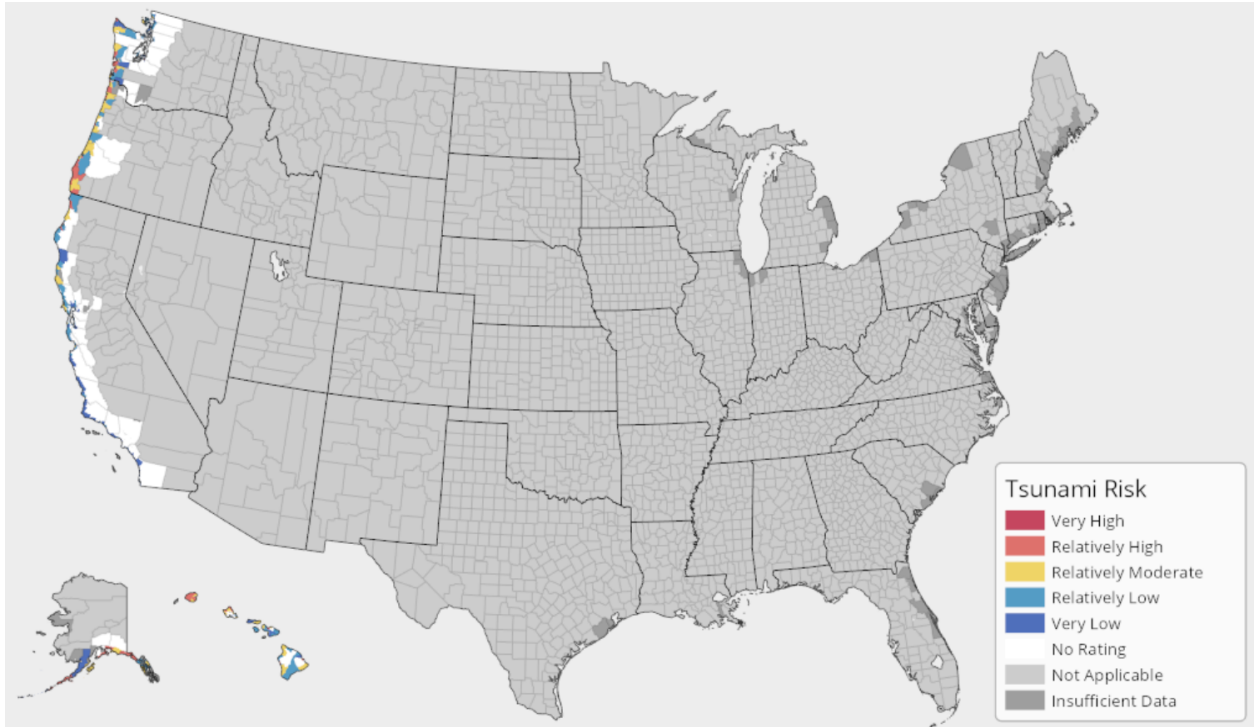 Tsunami Risk
Very High
Relatively High
Relatively Moderate
Relatively Low
Very Low
No Rating
Not Applicable
Insufficient Data